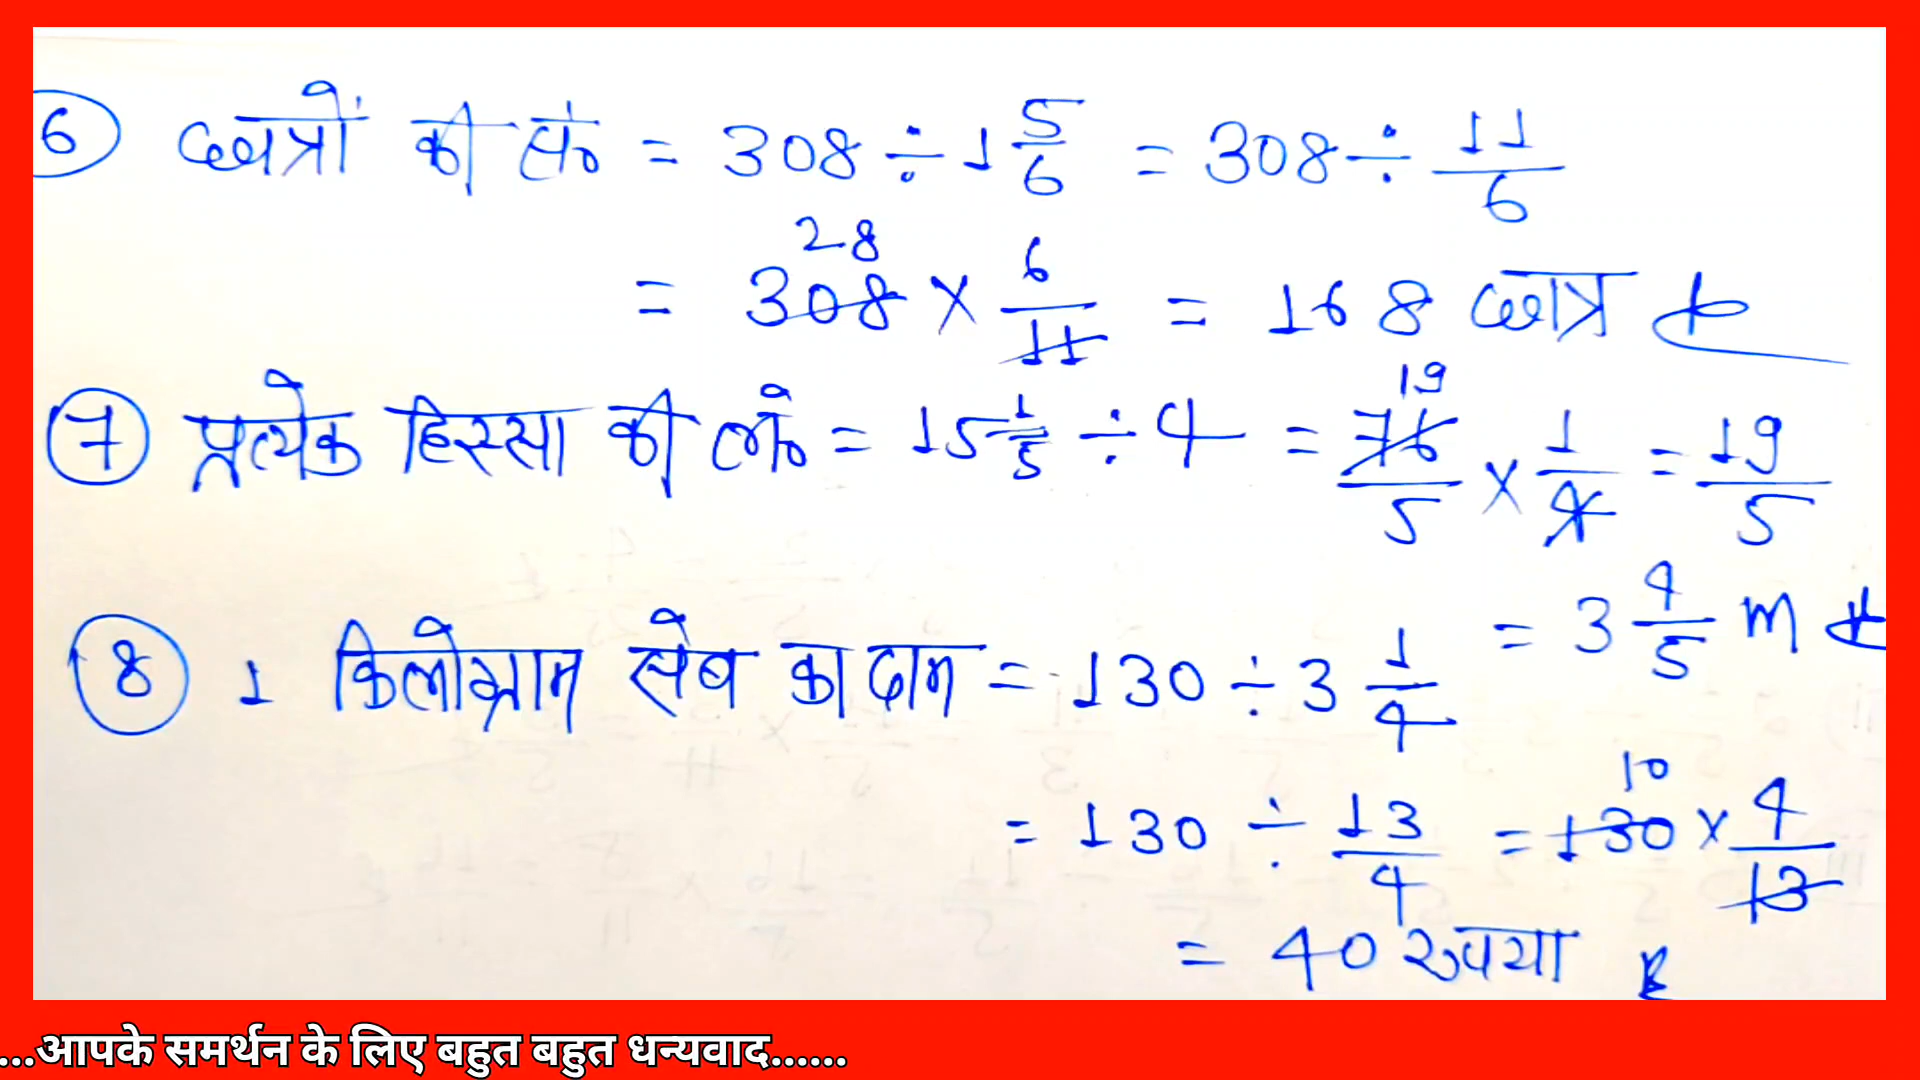 6 छात्रों की सं० = 308 ÷ 1 5/6 = 308 ÷ 11/6
= 308 28 × 6/11 = 168 छात्र
7 प्रत्येक हिस्सा की लं० = 15 1/5 ÷ 4 = 76 19/5 × 1/4 = 19/5
= 3 4/5 m
8 1 किलोग्राम सेब का दाम = 130 ÷ 3 1/4
= 130 ÷ 13/4 = 130 10 × 4/13
= 40 रुपया
...आपके समर्थन के लिए बहुत बहुत धन्यवाद......